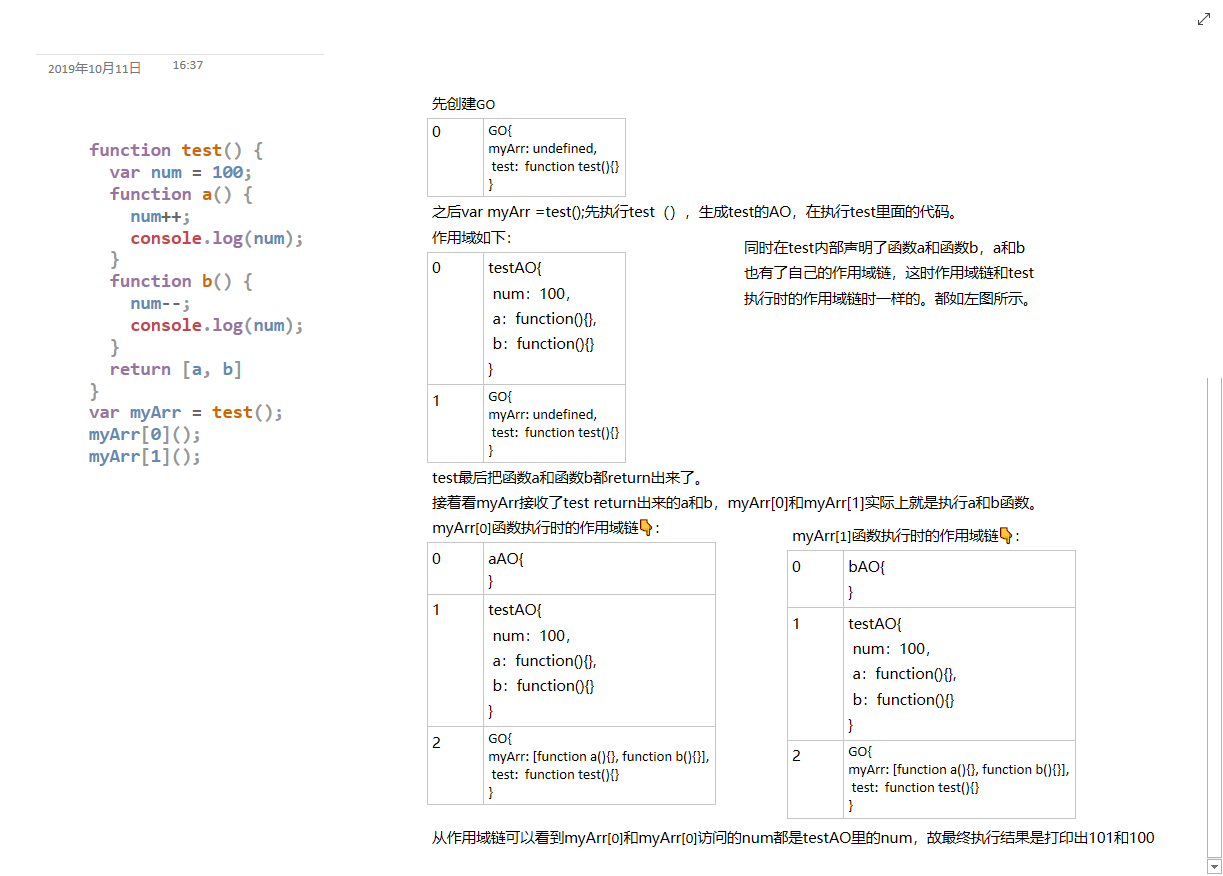 2019年10月11日 16:37
function test() {
var num = 100;
function a() {
num++;
console.log(num);
}
function b() {
num--;
console.log(num);
}
return [a, b]
}
var myArr = test();
myArr[0]();
myArr[1]();
先创建GO
0
GO{
myArr: undefined,
test: function test(){}
}
之后var myArr =test();先执行test（），生成test的AO，在执行test里面的代码。
作用域如下：
0
testAO{
num：100，
a：function(){},
b：function(){}
}
1
GO{
myArr: undefined,
test: function test(){}
}
同时在test内部声明了函数a和函数b，a和b
也有了自己的作用域链，这时作用域链和test
执行时的作用域链时一样的。都如左图所示。
test最后把函数a和函数b都return出来了。
接着看myArr接收了test return出来的a和b，myArr[0]和myArr[1]实际上就是执行a和b函数。
myArr[0]函数执行时的作用域链👇：
0
aAO{
}
1
testAO{
num：100，
a：function(){},
b：function(){}
}
2
GO{
myArr: [function a(){}, function b(){}],
test: function test(){}
}
myArr[1]函数执行时的作用域链👇：
0
bAO{
}
1
testAO{
num：100，
a：function(){},
b：function(){}
}
2
GO{
myArr: [function a(){}, function b(){}],
test: function test(){}
}
从作用域链可以看到myArr[0]和myArr[0]访问的num都是testAO里的num，故最终执行结果是打印出101和100